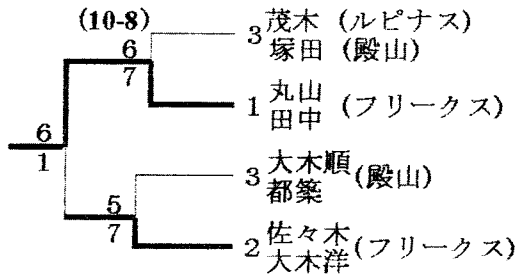 (10-8)
6
7
3 茂木 (ルピナス)
塚田 (殿山)
1 丸山
田中 (フリークス)
6
1
3 大木順
都築 (殿山)
5
7
2 佐々木
大木洋 (フリークス)